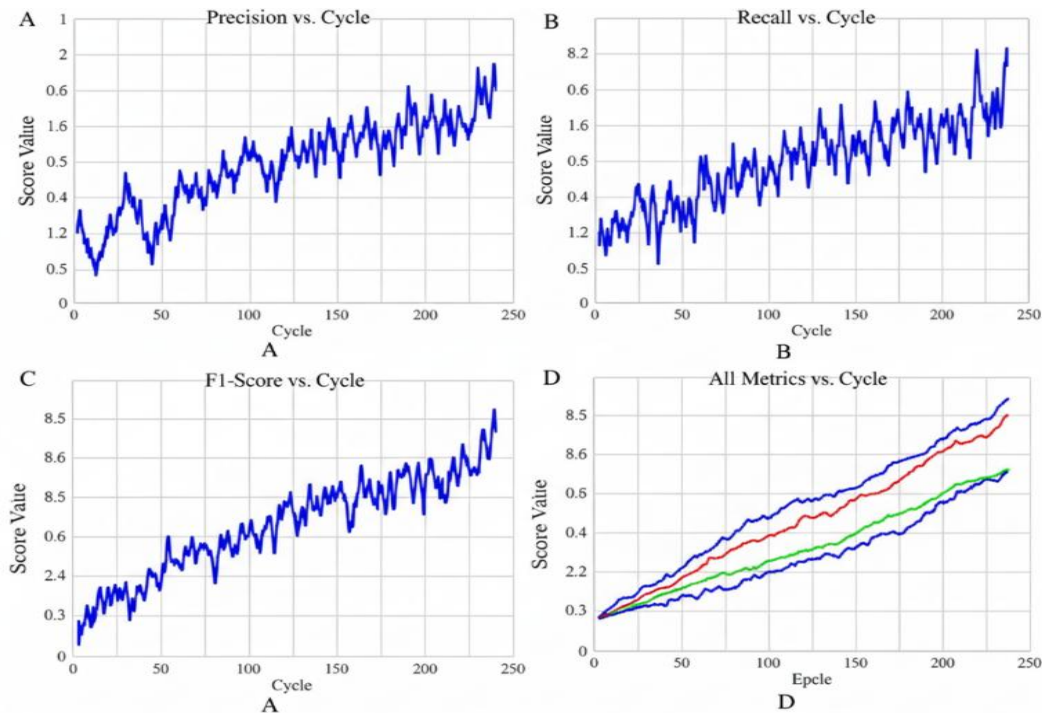 A
Precision vs. Cycle
Score Value
1
2
0.6
1.6
0.5
0.4
1.2
0.5
0
0 50 100 125 150 200 250
Cycle
A
B
Recall vs. Cycle
Score Value
8.2
0.6
1.6
0.5
0.4
1.2
0.5
0
0 50 100 125 150 200 250
Cycle
B
C
F1-Score vs. Cycle
Score Value
8.5
8.6
8.5
0.6
2.4
0.3
0
0 50 100 125 150 200 250
Cycle
A
D
All Metrics vs. Cycle
Score Value
8.5
8.6
0.6
0.4
2.2
0.3
0
0 50 100 125 150 200 250
Epcle
D